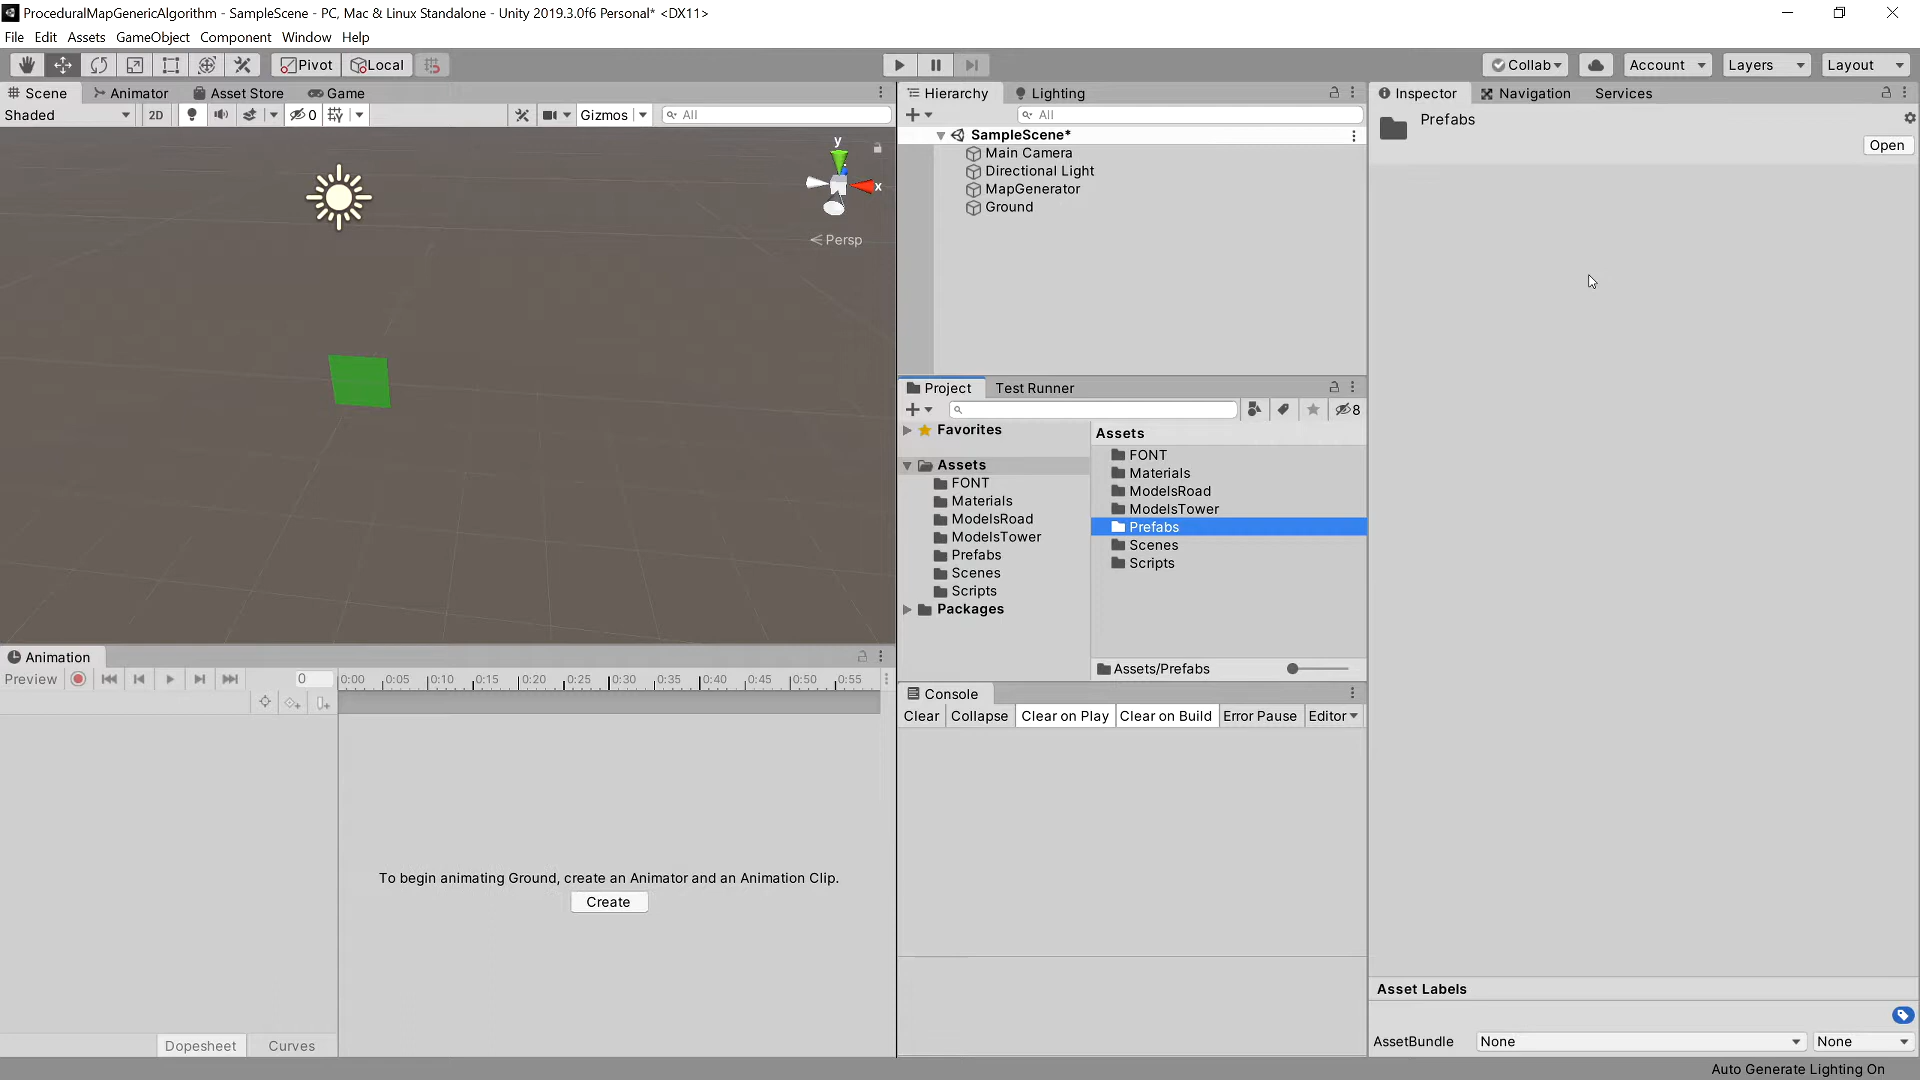 ProceduralMapGenericAlgorithm - SampleScene - PC, Mac & Linux Standalone - Unity 2019.3.0f6 Personal* <DX11>
File Edit Assets GameObject Component Window Help
Pivot Local Collab Account Layers Layout
Scene Animator Asset Store Game
Shaded 2D 0 Gizmos All
y
x
Persp
Hierarchy Lighting
All
SampleScene*
Main Camera
Directional Light
MapGenerator
Ground
Project Test Runner
8
Favorites
Assets
FONT
Materials
ModelsRoad
ModelsTower
Prefabs
Scenes
Scripts
Packages
Assets
FONT
Materials
ModelsRoad
ModelsTower
Prefabs
Scenes
Scripts
Assets/Prefabs
Console
Clear Collapse Clear on Play Clear on Build Error Pause Editor
Inspector Navigation Services
Prefabs
Open
Animation
Preview 0 0:00 0:05 0:10 0:15 0:20 0:25 0:30 0:35 0:40 0:45 0:50 0:55
To begin animating Ground, create an Animator and an Animation Clip.
Create
Dopesheet Curves
Asset Labels
AssetBundle None None
Auto Generate Lighting On